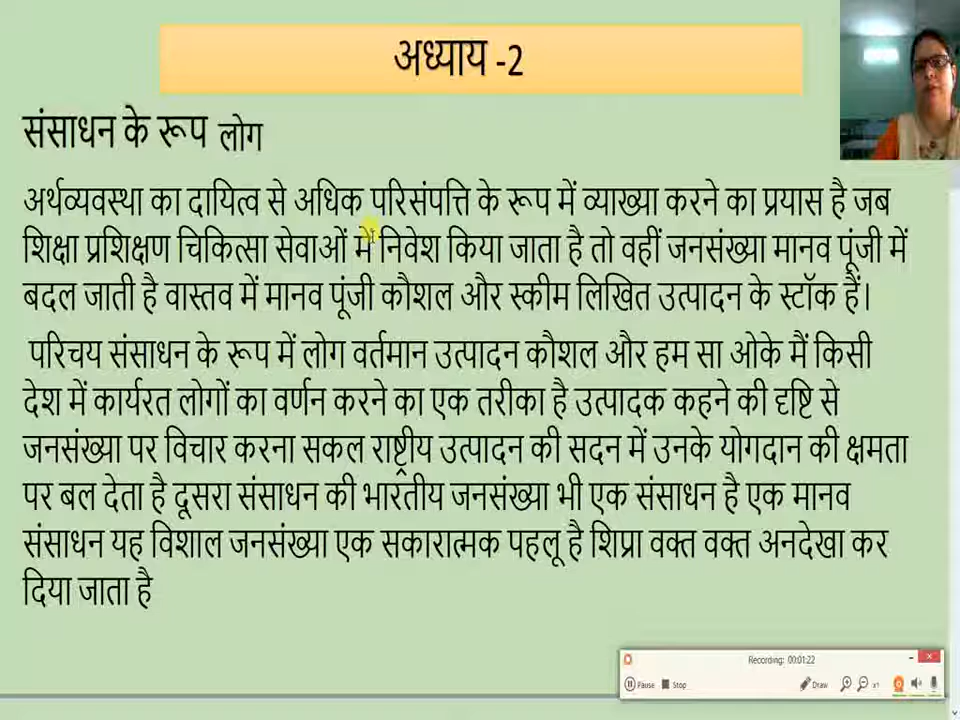 अध्याय -2
संसाधन के रूप लोग
अर्थव्यवस्था का दायित्व से अधिक परिसंपत्ति के रूप में व्याख्या करने का प्रयास है जब
शिक्षा प्रशिक्षण चिकित्सा सेवाओं में निवेश किया जाता है तो वहीं जनसंख्या मानव पूंजी में
बदल जाती है वास्तव में मानव पूंजी कौशल और स्कीम लिखित उत्पादन के स्टॉक हैं।
परिचय संसाधन के रूप में लोग वर्तमान उत्पादन कौशल और हम सा ओके मैं किसी
देश में कार्यरत लोगों का वर्णन करने का एक तरीका है उत्पादक कहने की दृष्टि से
जनसंख्या पर विचार करना सकल राष्ट्रीय उत्पादन की सदन में उनके योगदान की क्षमता
पर बल देता है दूसरा संसाधन की भारतीय जनसंख्या भी एक संसाधन है एक मानव
संसाधन यह विशाल जनसंख्या एक सकारात्मक पहलू है शिप्रा वक्त वक्त अनदेखा कर
दिया जाता है
Recording: 00:01:22
Pause Stop Draw x1